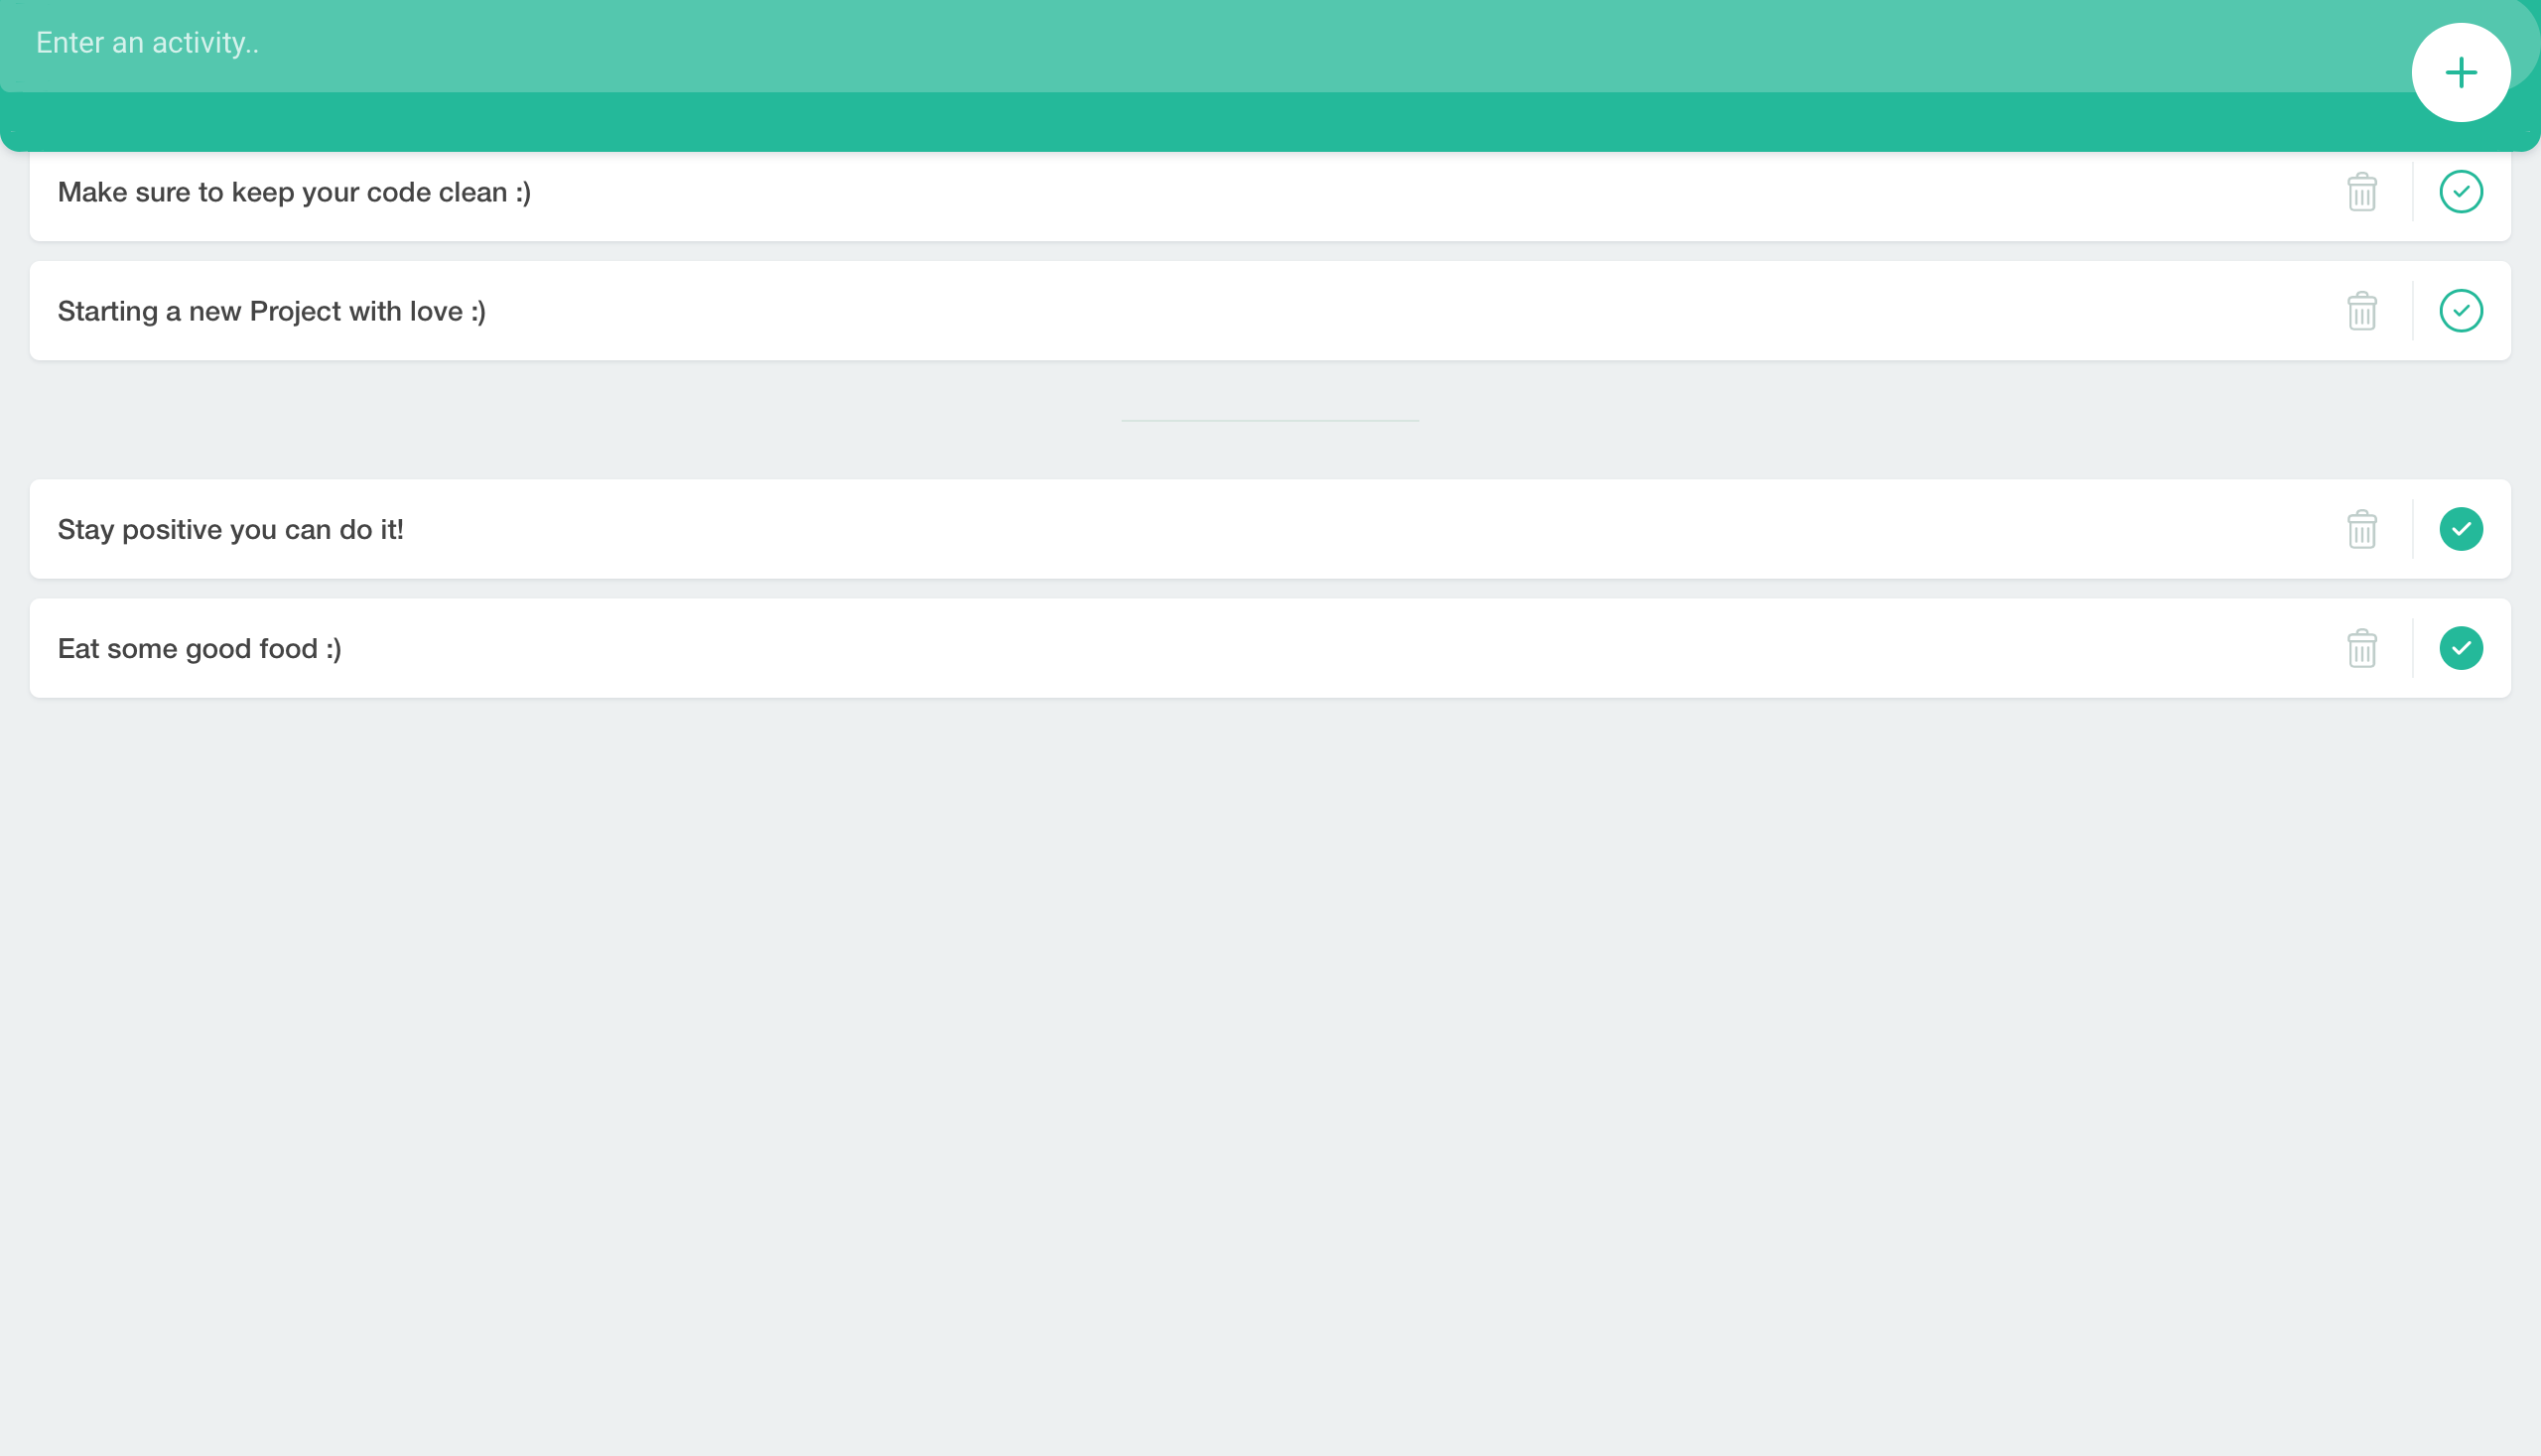 Enter an activity..
Make sure to keep your code clean :)
Starting a new Project with love :)
Stay positive you can do it!
Eat some good food :)